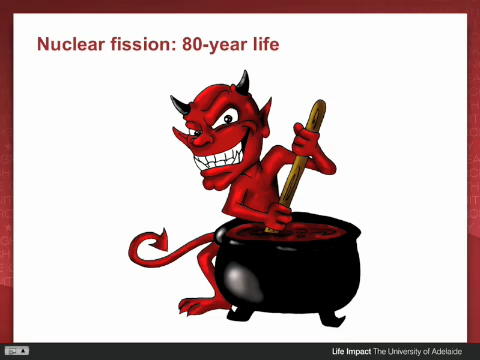 Nuclear fission: 80-year life
Life Impact The University of Adelaide